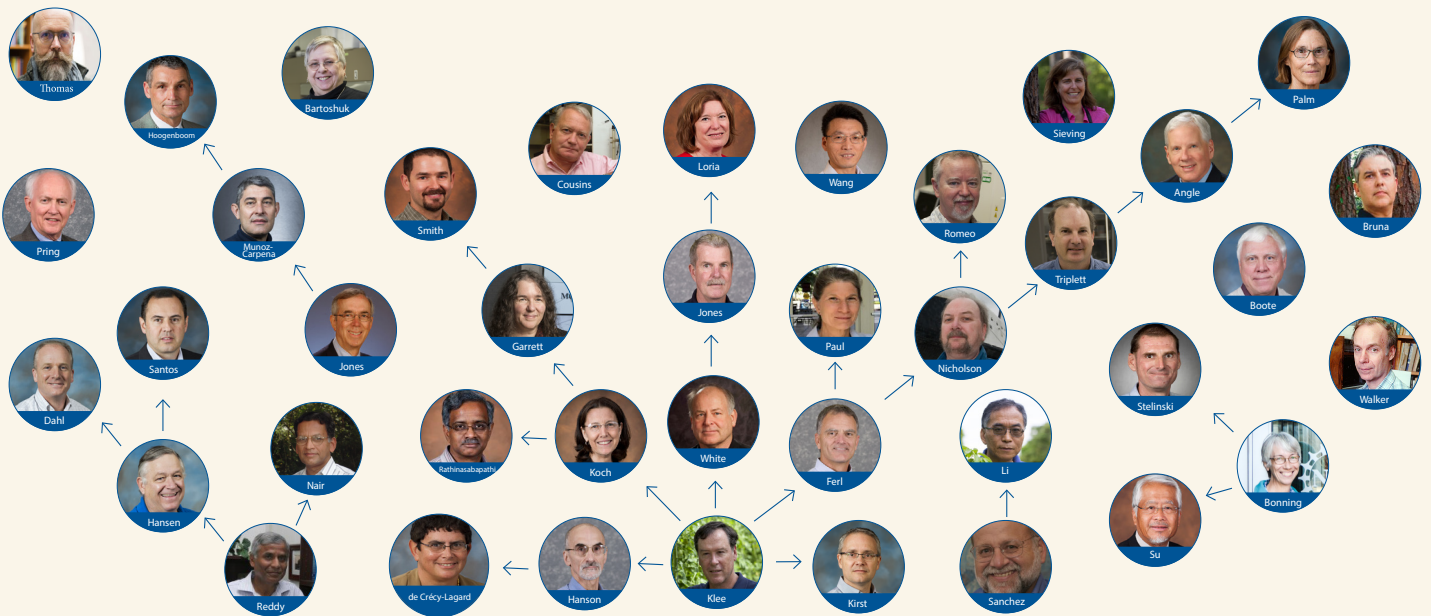 Thomas
Hoogenboom
Bartoshuk
Pring
Munoz-
Carpena
Smith
Cousins
Loria
Wang
Sieving
Palm
Romeo
Angle
Bruna
Triplett
Boote
Santos
Jones
Garrett
Jones
Paul
Nicholson
Dahl
Stelinski
Walker
Nair
Rathinasabapathi
Koch
White
Ferl
Li
Hansen
Bonning
Su
Reddy
de Crécy-Lagard
Hanson
Klee
Kirst
Sanchez